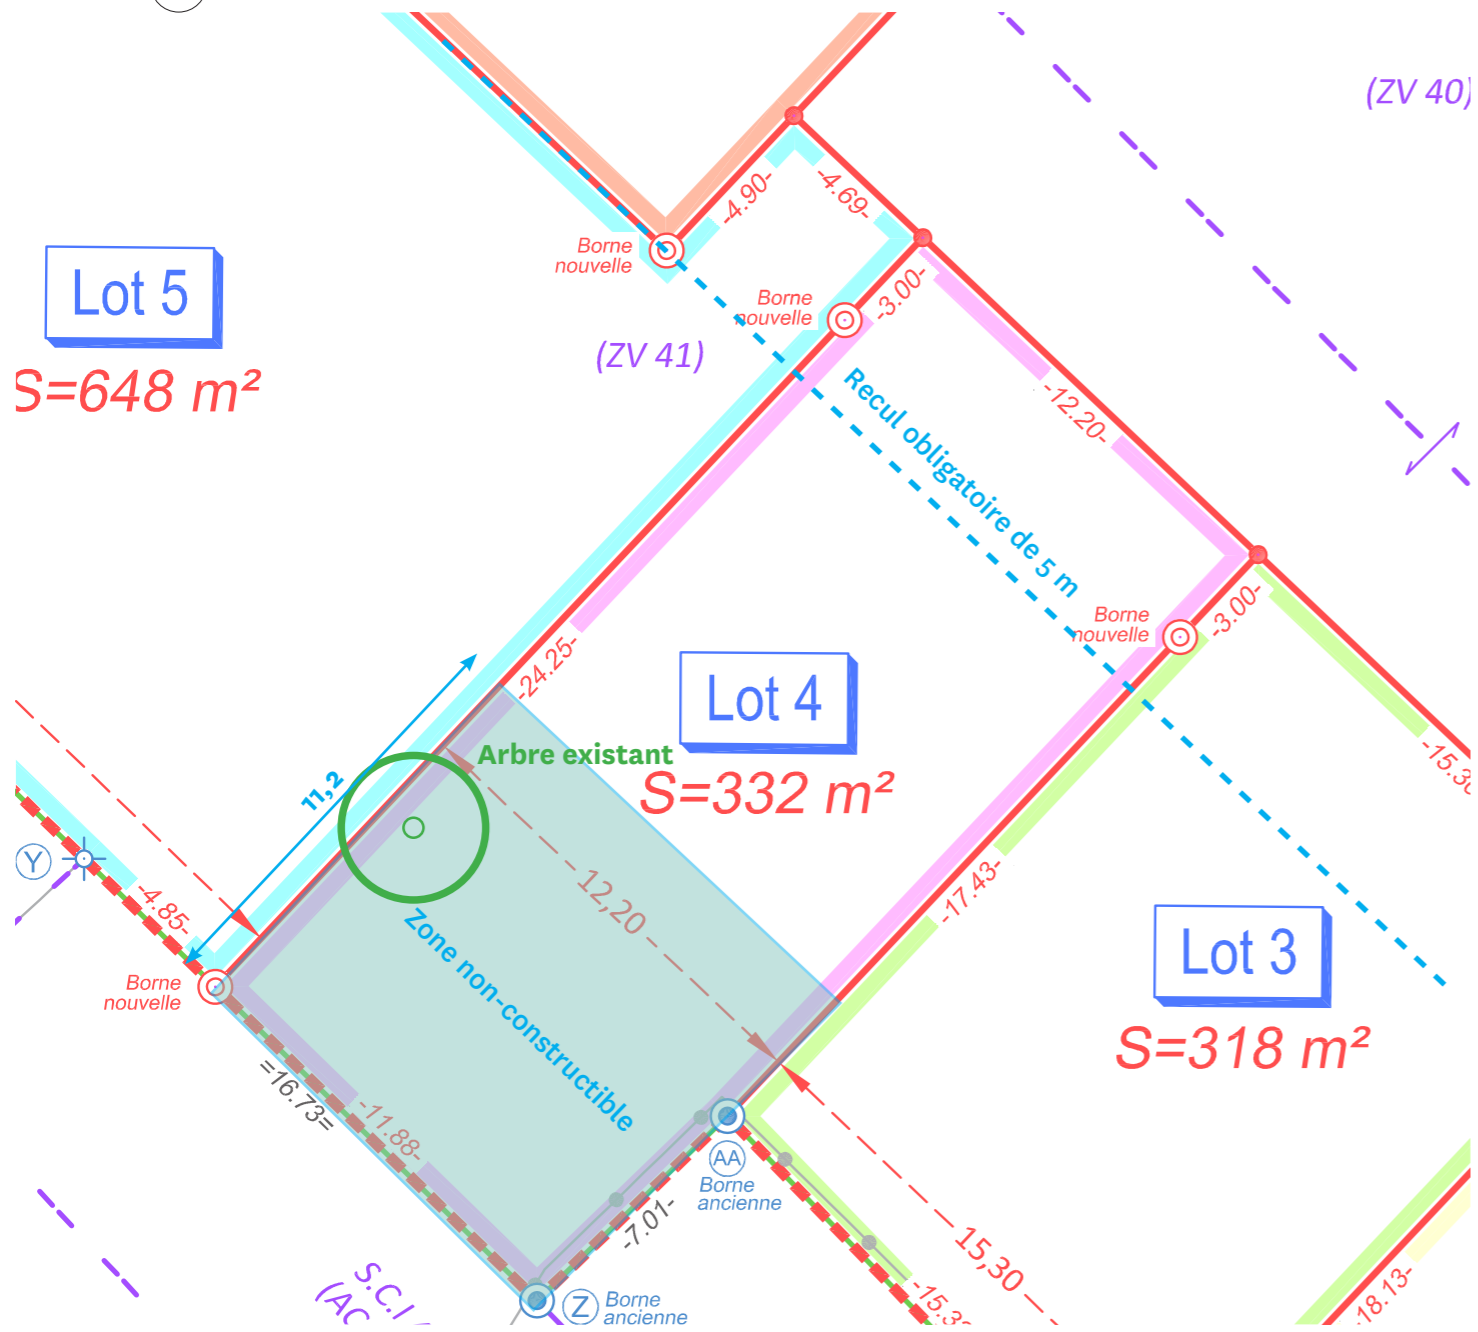 (ZV 40)
-4.90-
-4.69-
Borne
nouvelle
Lot 5
S=648 m²
-3.00-
Borne
nouvelle
(ZV 41)
Recul obligatoire de 5 m
-12.20-
Borne
nouvelle
-3.00-
-24.25-
Lot 4
S=332 m²
Arbre existant
11,2
12,20
-17.43-
Y
-4.85-
Borne
nouvelle
Zone non-constructible
Lot 3
S=318 m²
=16.73=
-11.88-
AA
Borne
ancienne
-7.01-
15,30
-18.13-
S.C.I
(AC
Z
Borne
ancienne